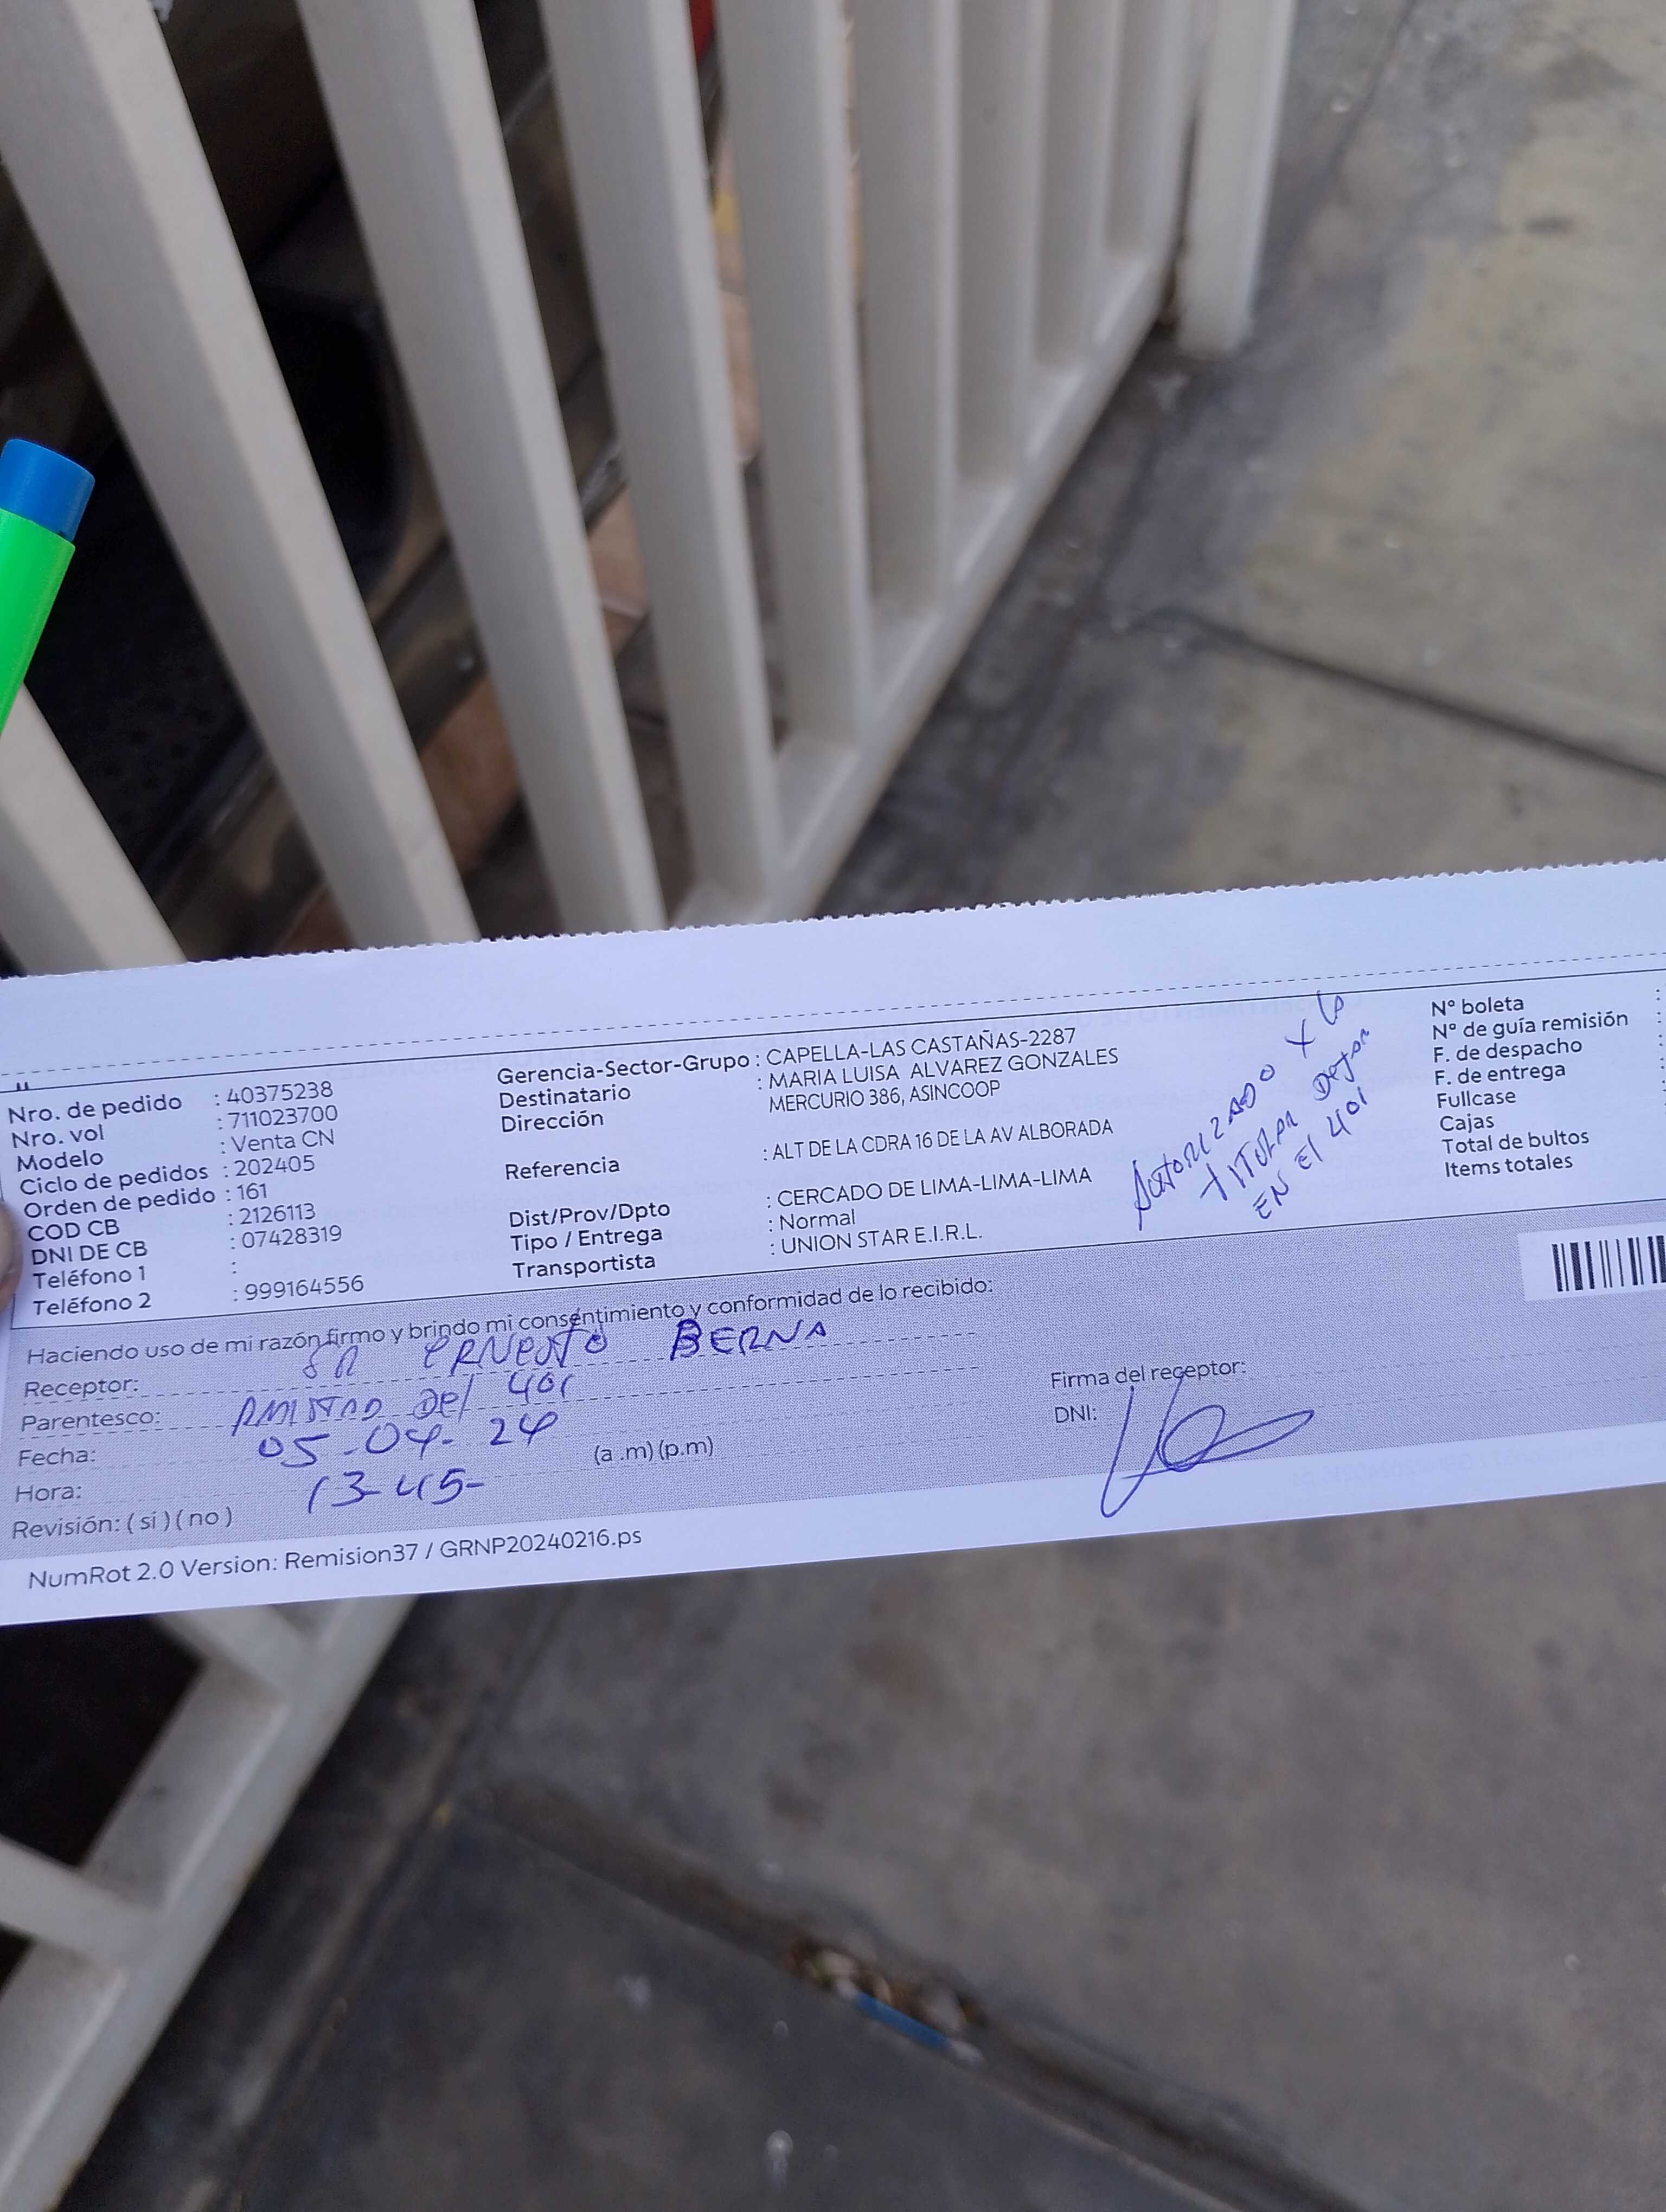 Nro. de pedido : 40375238
Nro. vol : 711023700
Modelo : Venta CN
Ciclo de pedidos : 202405
Orden de pedido : 161
COD CB : 2126113
DNI DE CB : 07428319
Teléfono 1 :
Teléfono 2 : 999164556
Gerencia-Sector-Grupo : CAPELLA-LAS CASTAÑAS-2287
Destinatario : MARIA LUISA ALVAREZ GONZALES
Dirección MERCURIO 386, ASINCOOP
Referencia : ALT DE LA CDRA 16 DE LA AV ALBORADA
Dist/Prov/Dpto : CERCADO DE LIMA-LIMA-LIMA
Tipo / Entrega : Normal
Transportista : UNION STAR E.I.R.L.
AUTORIZADO X LO
TITULAR DEJAR
EN El 401
N° boleta :
N° de guía remisión :
F. de despacho :
F. de entrega :
Fullcase
Cajas
Total de bultos
Items totales :
Haciendo uso de mi razón firmo y brindo mi consentimiento y conformidad de lo recibido:
Receptor: SR ERNESTO BERNA
Parentesco: AMISTAD Del 401
Fecha: 05-04-24
Hora: 13-45- (a.m) (p.m)
Revisión: ( si ) ( no )
Firma del receptor:
DNI:
NumRot 2.0 Version: Remision37 / GRNP20240216.ps